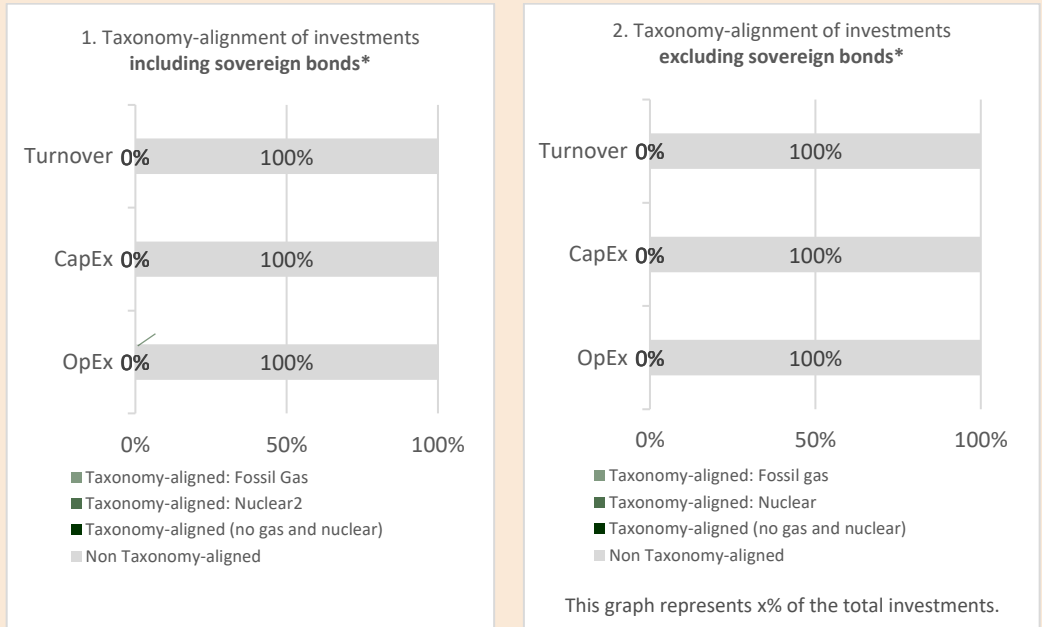 1. Taxonomy-alignment of investments
including sovereign bonds*
Turnover 0% 100%
CapEx 0% 100%
OpEx 0% 100%
0% 50% 100%
Taxonomy-aligned: Fossil Gas
Taxonomy-aligned: Nuclear2
Taxonomy-aligned (no gas and nuclear)
Non Taxonomy-aligned
2. Taxonomy-alignment of investments
excluding sovereign bonds*
Turnover 0% 100%
CapEx 0% 100%
OpEx 0% 100%
0% 50% 100%
Taxonomy-aligned: Fossil gas
Taxonomy-aligned: Nuclear
Taxonomy-aligned (no gas and nuclear)
Non Taxonomy-aligned
This graph represents x% of the total investments.